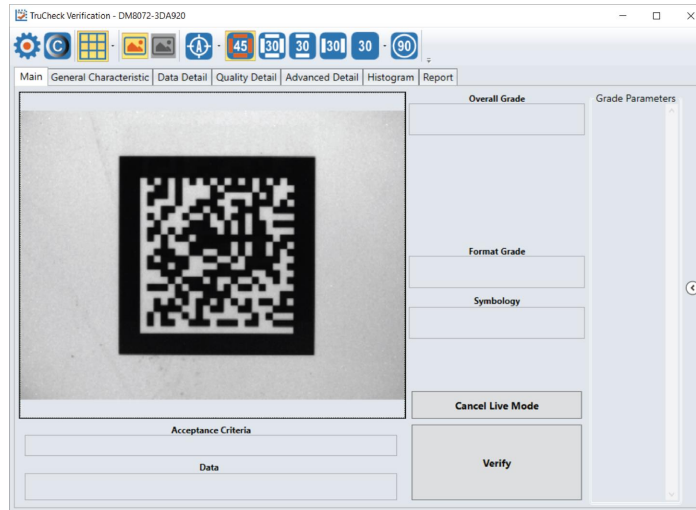 TruCheck Verification - DM8072-3DA920
C 45 30 30 30 30 90
Main General Characteristic Data Detail Quality Detail Advanced Detail Histogram Report
Overall Grade
Grade Parameters
Format Grade
Symbology
Cancel Live Mode
Acceptance Criteria
Verify
Data